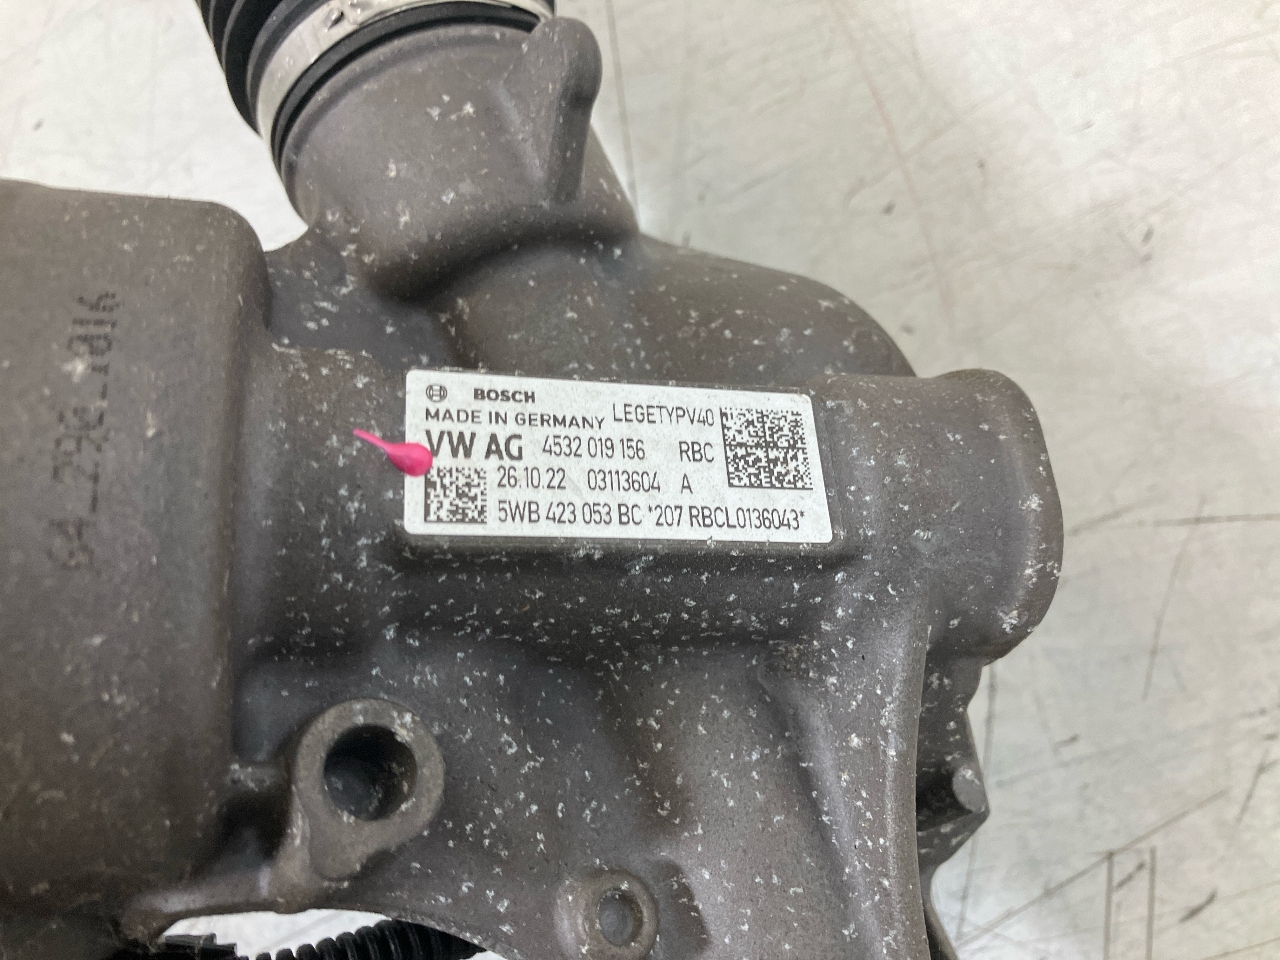 BOSCH
MADE IN GERMANY LEGETYPV40
VW AG 4532 019 156 RBC
26.10.22 03113604 A
5WB 423 053 BC *207 RBCL0136043*